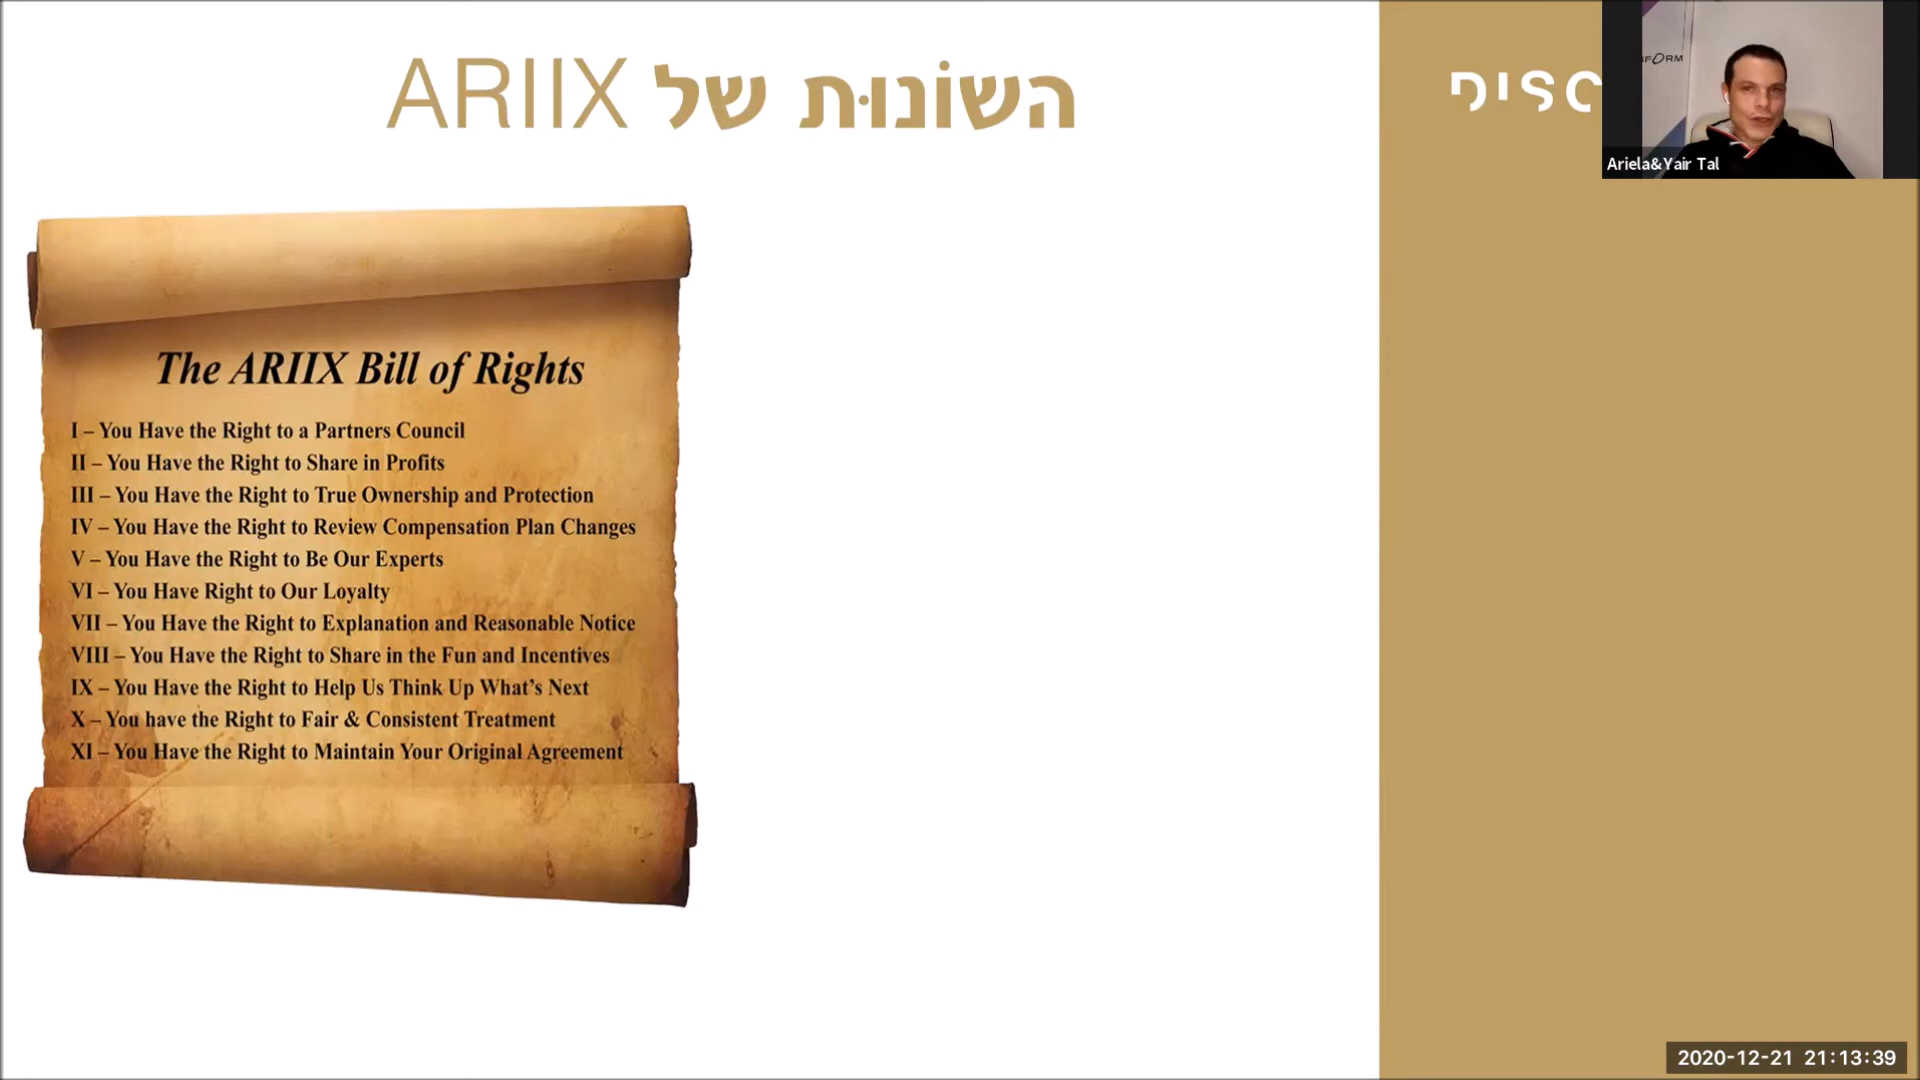 השוֹנוּת של ARIIX
The ARIIX Bill of Rights
I – You Have the Right to a Partners Council
II – You Have the Right to Share in Profits
III – You Have the Right to True Ownership and Protection
IV – You Have the Right to Review Compensation Plan Changes
V – You Have the Right to Be Our Experts
VI – You Have Right to Our Loyalty
VII – You Have the Right to Explanation and Reasonable Notice
VIII – You Have the Right to Share in the Fun and Incentives
IX – You Have the Right to Help Us Think Up What’s Next
X – You have the Right to Fair & Consistent Treatment
XI – You Have the Right to Maintain Your Original Agreement
DISC
FORM
Ariela&Yair Tal
2020-12-21 21:13:39